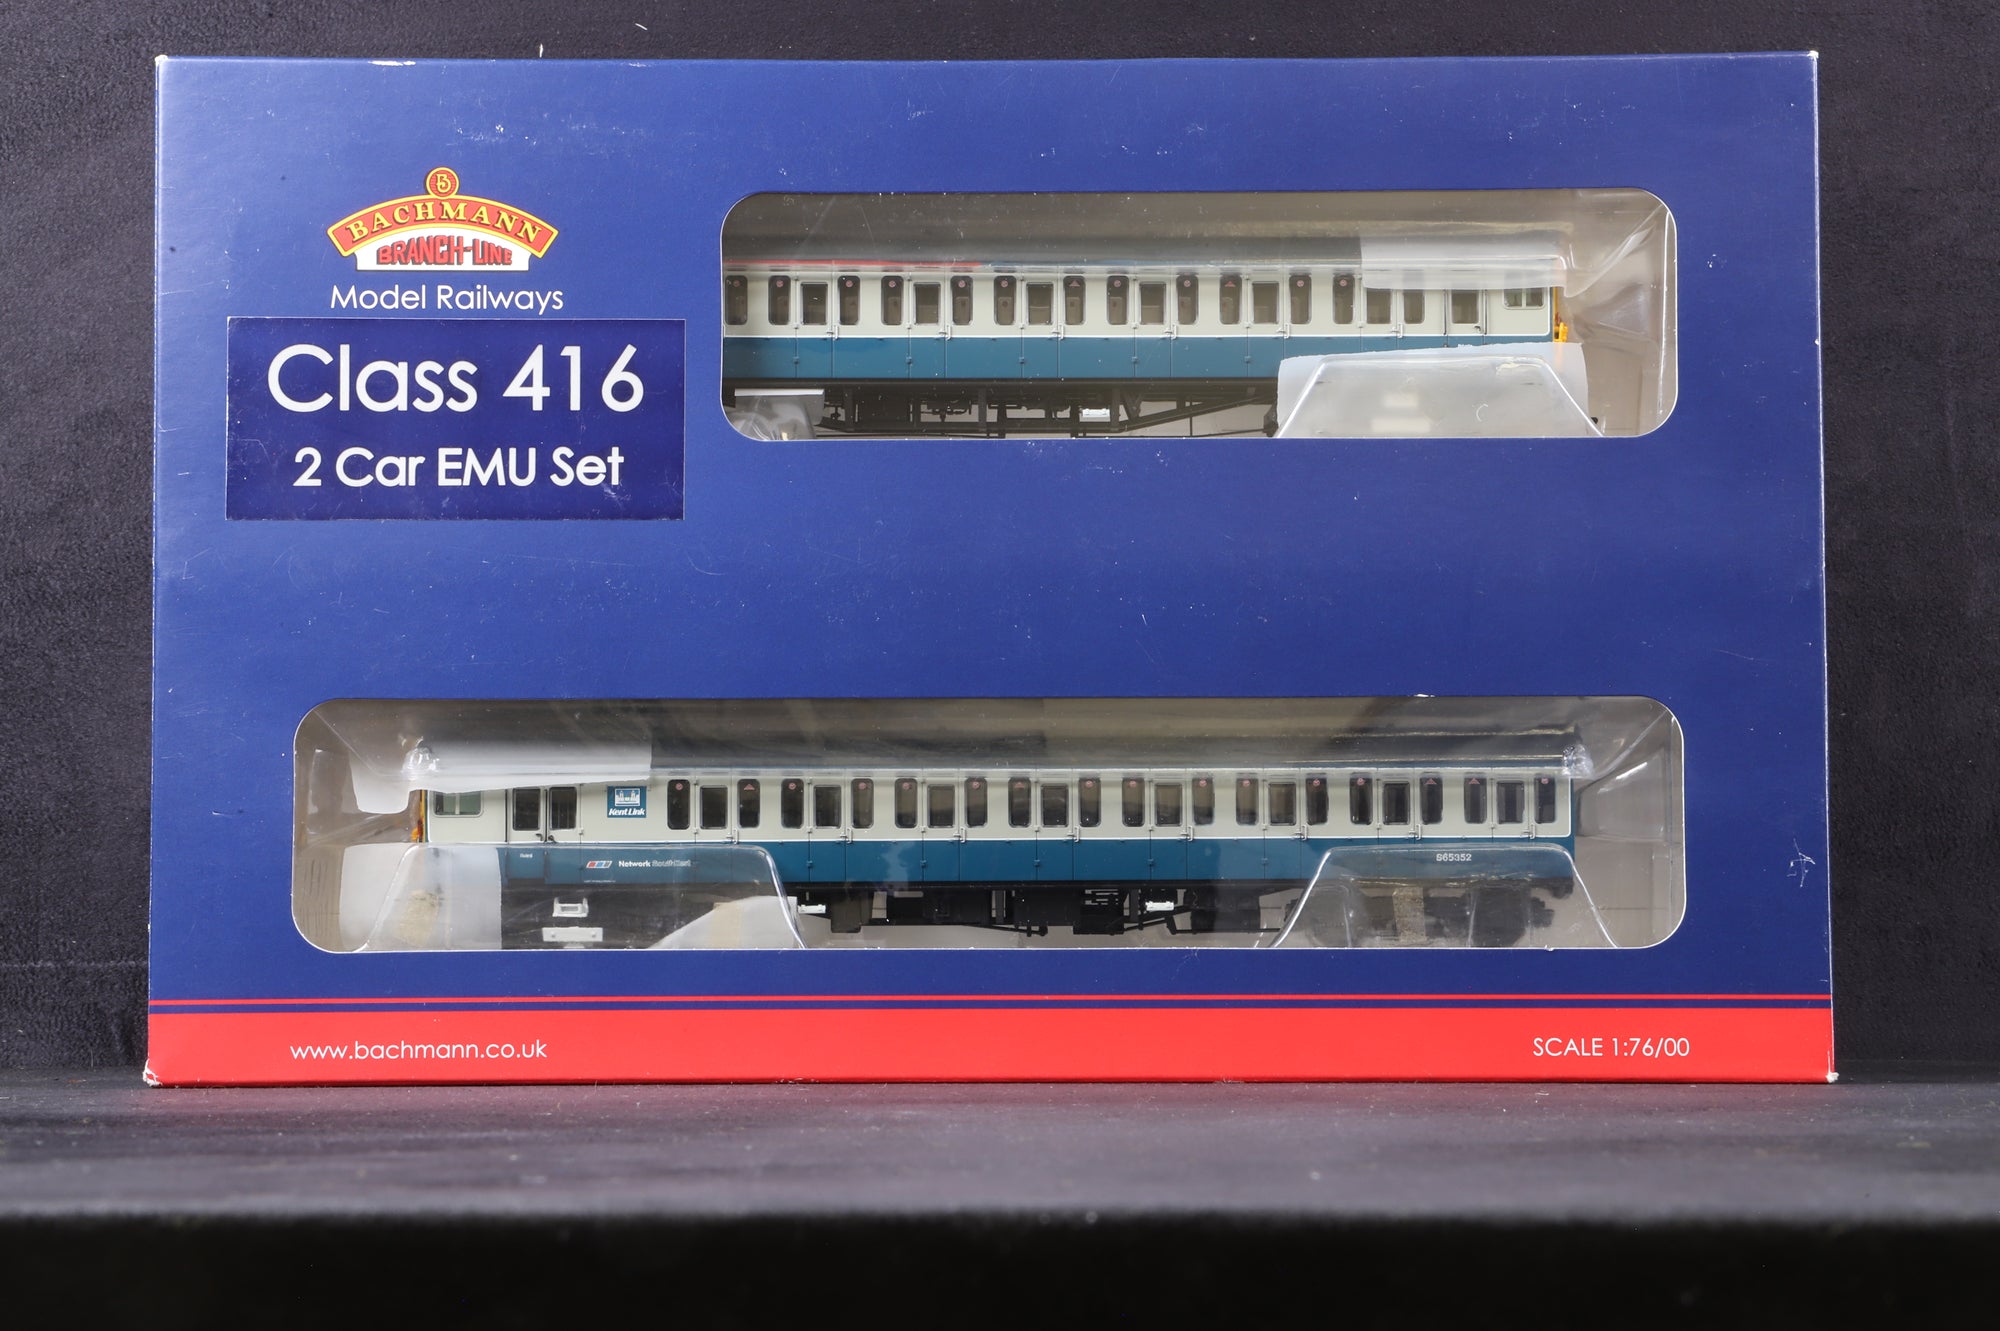 BACHMANN
BRANCH-LINE
Model Railways
Class 416
2 Car EMU Set
Kent Link
Network SouthEast
S65352
www.bachmann.co.uk
SCALE 1:76/00